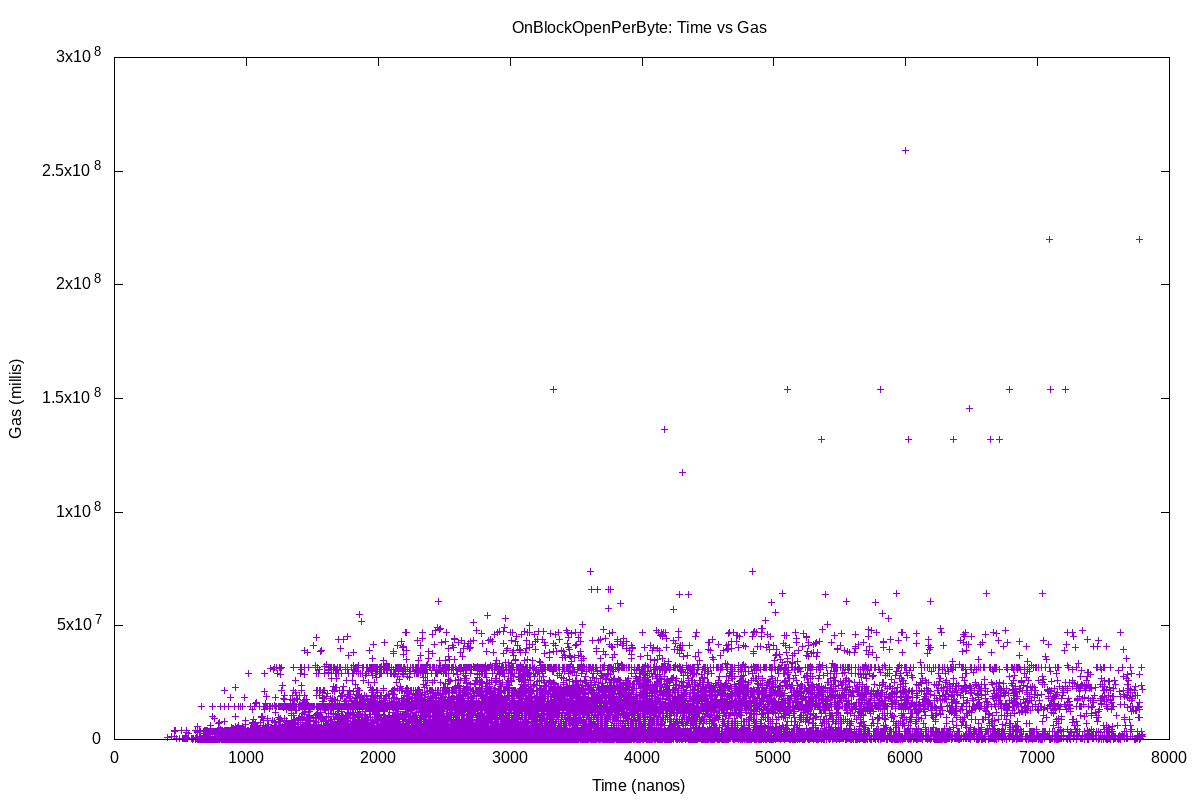 OnBlockOpenPerByte: Time vs Gas
3x10^8
2.5x10^8
2x10^8
1.5x10^8
1x10^8
5x10^7
0
Gas (millis)
0 1000 2000 3000 4000 5000 6000 7000 8000
Time (nanos)